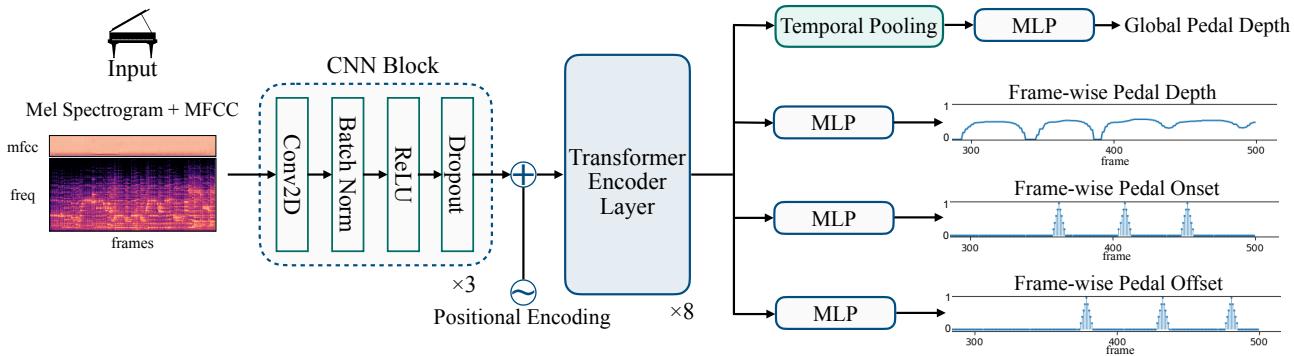 Input
Mel Spectrogram + MFCC
mfcc
freq
frames
CNN Block
Conv2D
Batch Norm
ReLU
Dropout
×3
Positional Encoding
Transformer
Encoder
Layer
×8
Temporal Pooling
MLP
Global Pedal Depth
MLP
Frame-wise Pedal Depth
1
0
300
400
500
frame
MLP
Frame-wise Pedal Onset
1
0
300
400
500
frame
MLP
Frame-wise Pedal Offset
1
0
300
400
500
frame